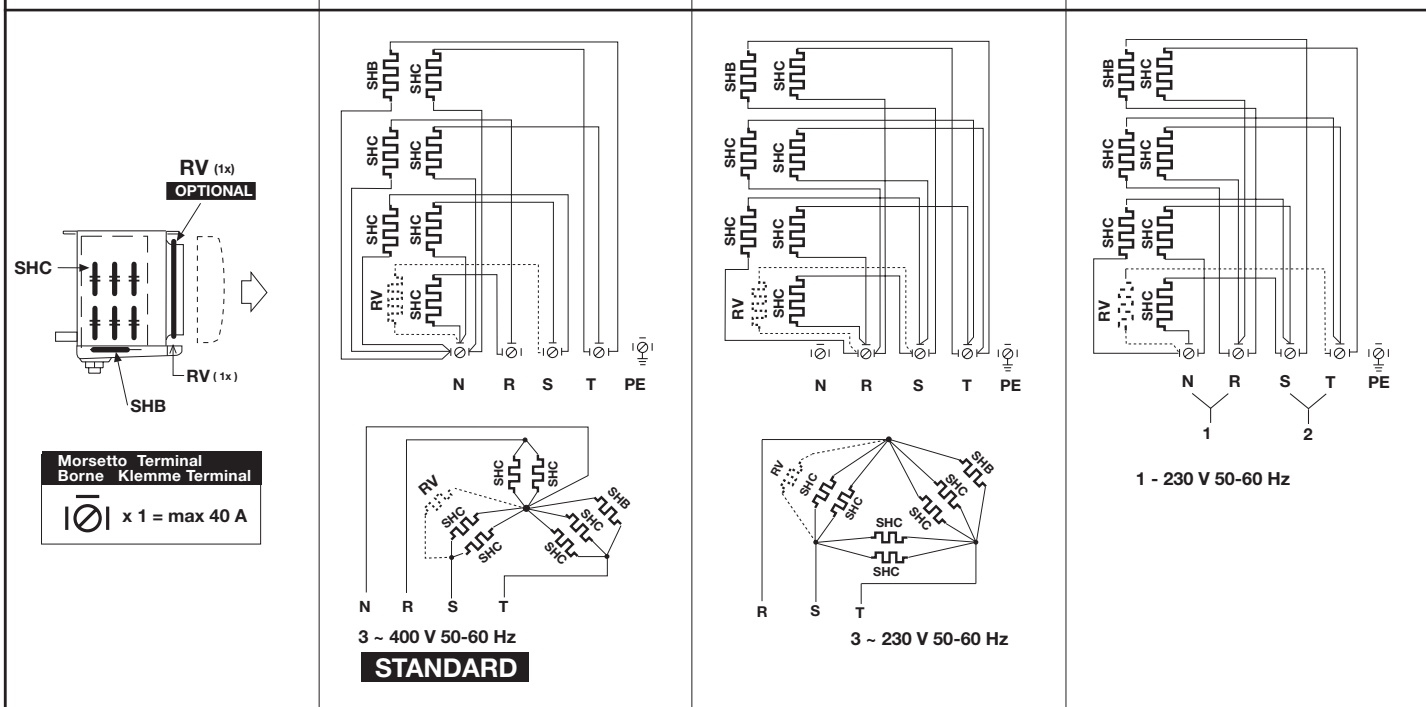 RV (1x)
OPTIONAL
SHC
RV (1x)
SHB
Morsetto Terminal
Borne Klemme Terminal
x 1 = max 40 A
SHB
SHC
SHC
SHC
SHC
SHC
RV
SHC
N R S T PE
SHC
SHC
RV
SHB
SHC
SHC
SHC
SHC
N R S T
3 ~ 400 V 50-60 Hz
STANDARD
SHB
SHC
SHC
SHC
SHC
SHC
RV
SHC
N R S T PE
RV
SHB
SHC
SHC
SHC
SHC
SHC
SHC
R S T
3 ~ 230 V 50-60 Hz
SHB
SHC
SHC
SHC
SHC
SHC
RV
SHC
N R S T PE
1 2
1 - 230 V 50-60 Hz